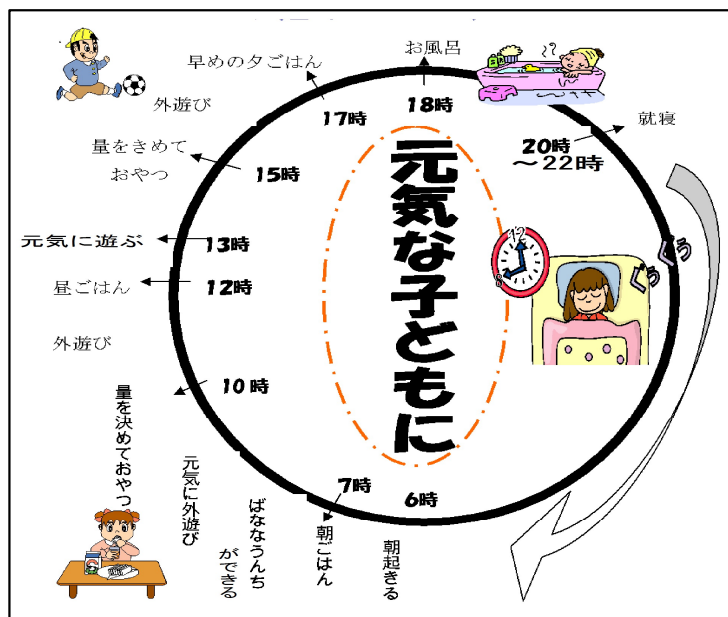 お風呂
早めの夕ごはん
18時
17時
就寝
20時
～22時
外遊び
量をきめて
おやつ
15時
元気に遊ぶ
13時
昼ごはん
12時
外遊び
10時
量を決めておやつ
元気に外遊び
ばななうんち
ができる
7時
朝ごはん
6時
朝起きる
元気な子どもに
12
8
ぐぅぐぅ
??